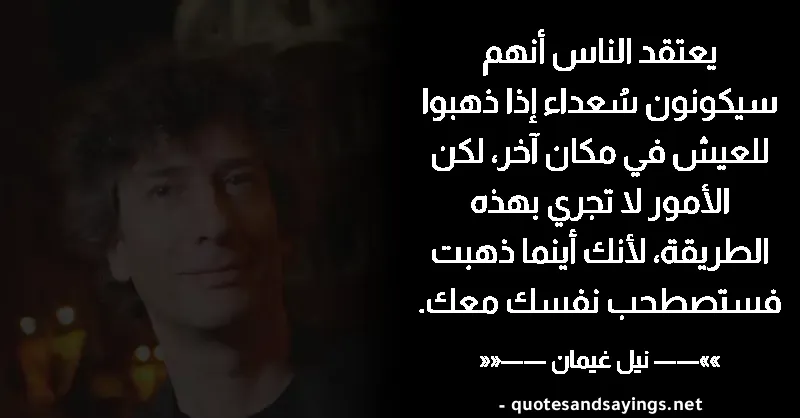 يعتقد الناس أنهم
سيكونون سُعداء إذا ذهبوا
للعيش في مكان آخر، لكن
الأمور لا تجري بهذه
الطريقة، لأنك أينما ذهبت
فستصطحب نفسك معك.
»»—— نيل غيمان ——««
- quotesandsayings.net